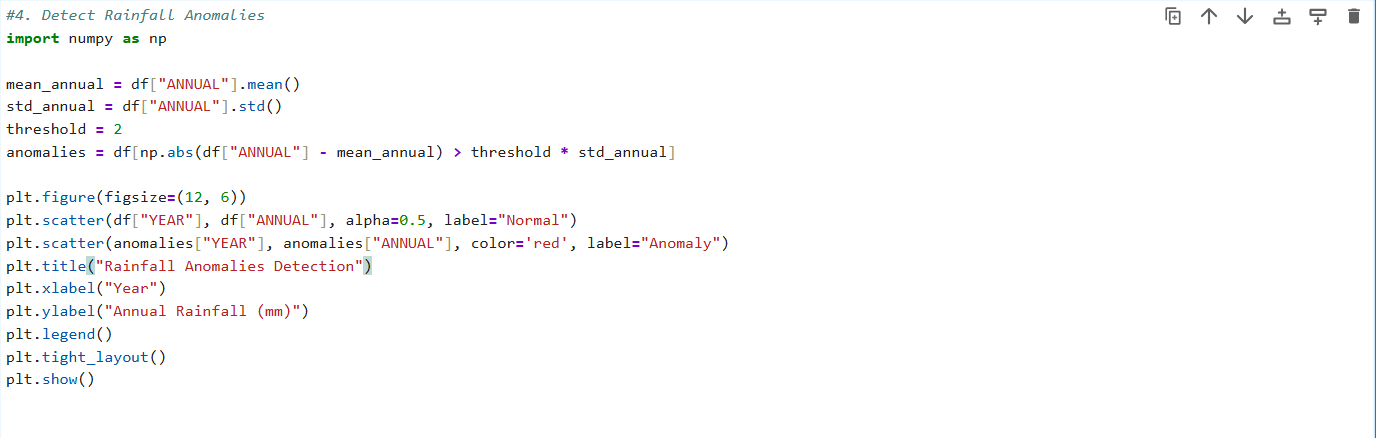 #4. Detect Rainfall Anomalies
import numpy as np
mean_annual = df["ANNUAL"].mean()
std_annual = df["ANNUAL"].std()
threshold = 2
anomalies = df[np.abs(df["ANNUAL"] - mean_annual) > threshold * std_annual]
plt.figure(figsize=(12, 6))
plt.scatter(df["YEAR"], df["ANNUAL"], alpha=0.5, label="Normal")
plt.scatter(anomalies["YEAR"], anomalies["ANNUAL"], color='red', label="Anomaly")
plt.title("Rainfall Anomalies Detection")
plt.xlabel("Year")
plt.ylabel("Annual Rainfall (mm)")
plt.legend()
plt.tight_layout()
plt.show()